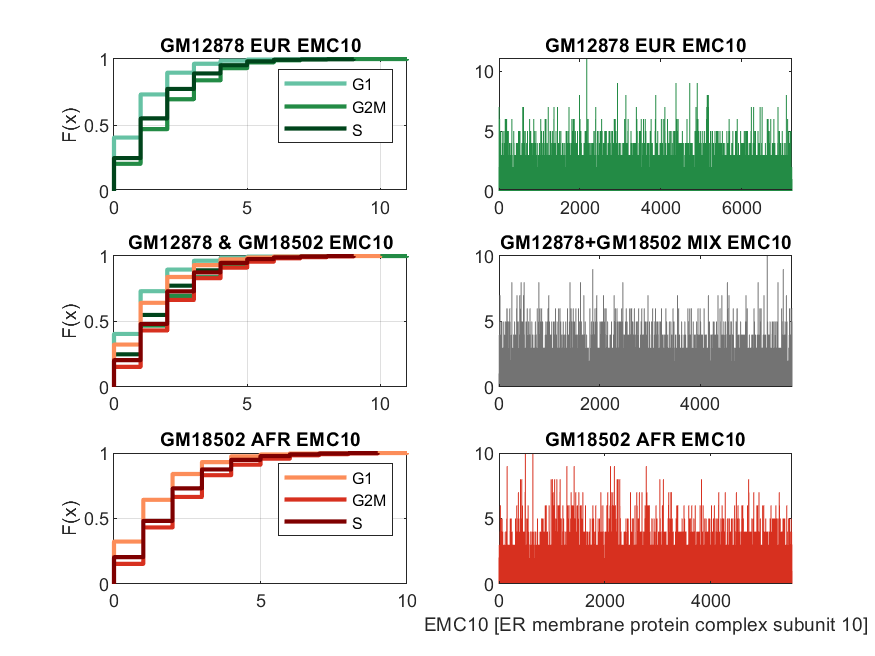 GM12878 EUR EMC10
F(x)
1
0.5
0
0 5 10
G1
G2M
S
GM12878 EUR EMC10
10
5
0
0 2000 4000 6000
GM12878 & GM18502 EMC10
F(x)
1
0.5
0
0 5 10
GM12878+GM18502 MIX EMC10
10
5
0
0 2000 4000
GM18502 AFR EMC10
F(x)
1
0.5
0
0 5 10
G1
G2M
S
GM18502 AFR EMC10
10
5
0
0 2000 4000
EMC10 [ER membrane protein complex subunit 10]